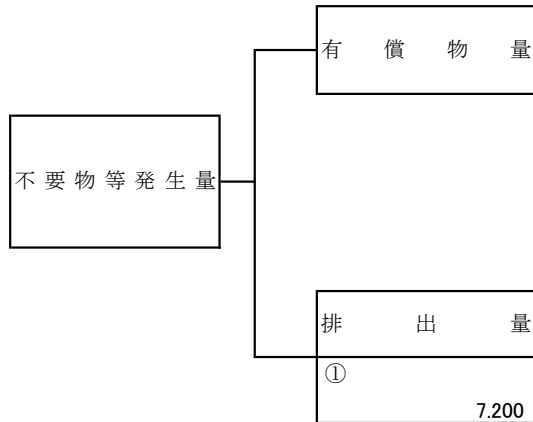 有償物量
不要物等発生量
排出量
①
7.200